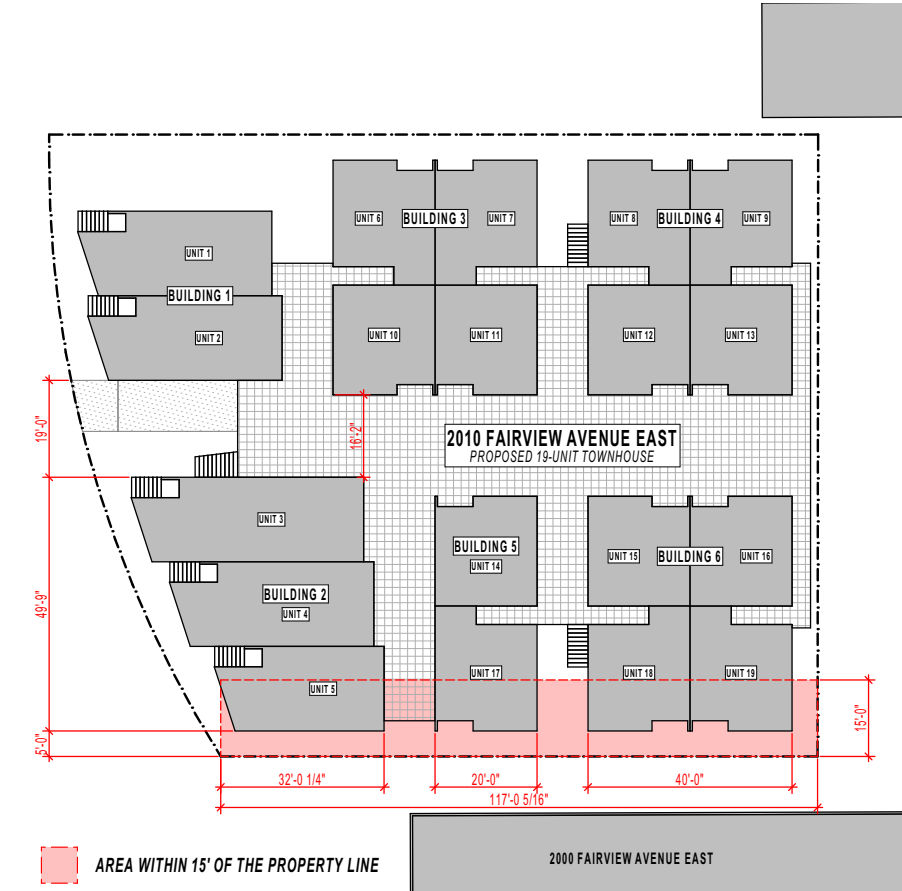 UNIT 6
BUILDING 3
UNIT 7
UNIT 8
BUILDING 4
UNIT 9
UNIT 1
BUILDING 1
UNIT 2
UNIT 10
UNIT 11
UNIT 12
UNIT 13
19'-0"
16'-2"
2010 FAIRVIEW AVENUE EAST
PROPOSED 19-UNIT TOWNHOUSE
UNIT 3
BUILDING 5
UNIT 14
UNIT 15
BUILDING 6
UNIT 16
BUILDING 2
UNIT 4
49'-9"
UNIT 5
UNIT 17
UNIT 18
UNIT 19
5'-0"
15'-0"
32'-0 1/4"
20'-0"
40'-0"
117'-0 5/16"
AREA WITHIN 15' OF THE PROPERTY LINE
2000 FAIRVIEW AVENUE EAST